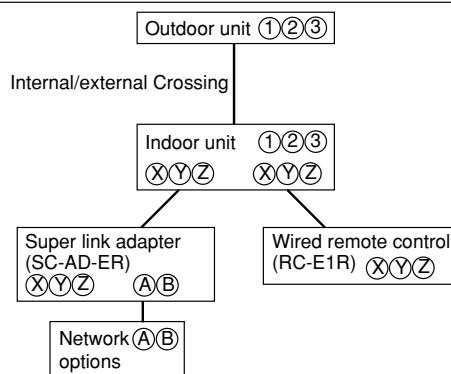 Outdoor unit ①②③
Internal/external Crossing
Indoor unit ①②③
ⓍⓎⓏ ⓍⓎⓏ
Super link adapter
(SC-AD-ER)
ⓍⓎⓏ ⒶⒷ
Wired remote control
(RC-E1R) ⓍⓎⓏ
Network ⒶⒷ
options